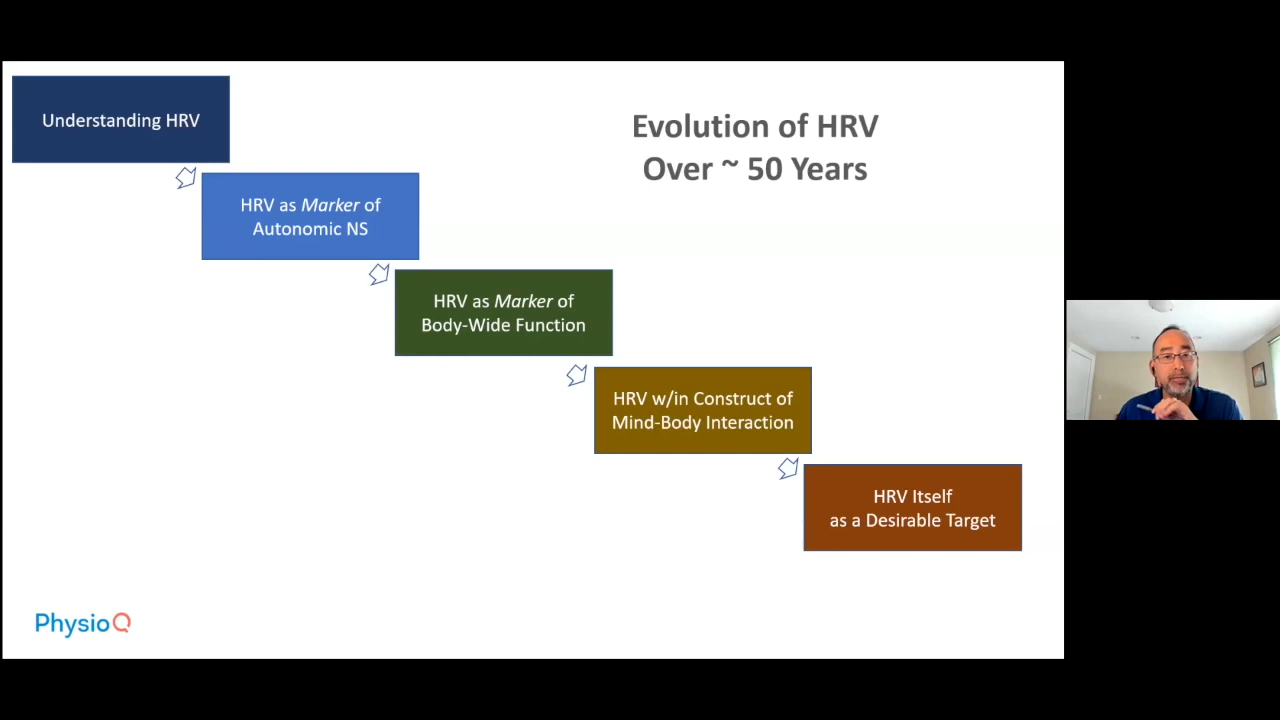 Understanding HRV
Evolution of HRV
Over ~ 50 Years
HRV as Marker of
Autonomic NS
HRV as Marker of
Body-Wide Function
HRV w/in Construct of
Mind-Body Interaction
HRV Itself
as a Desirable Target
PhysioQ